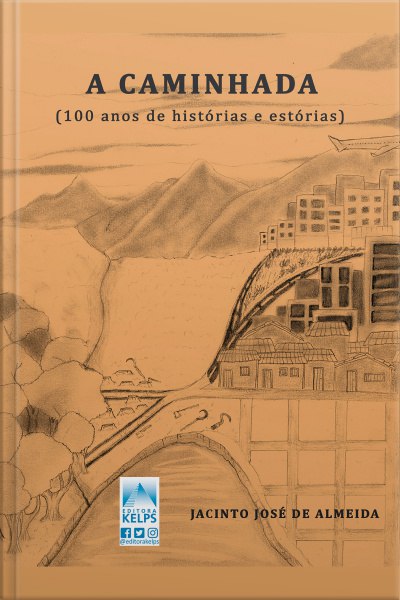 A CAMINHADA
(100 anos de histórias e estórias)
EDITORA
KELPS
@editorakelps
JACINTO JOSÉ DE ALMEIDA